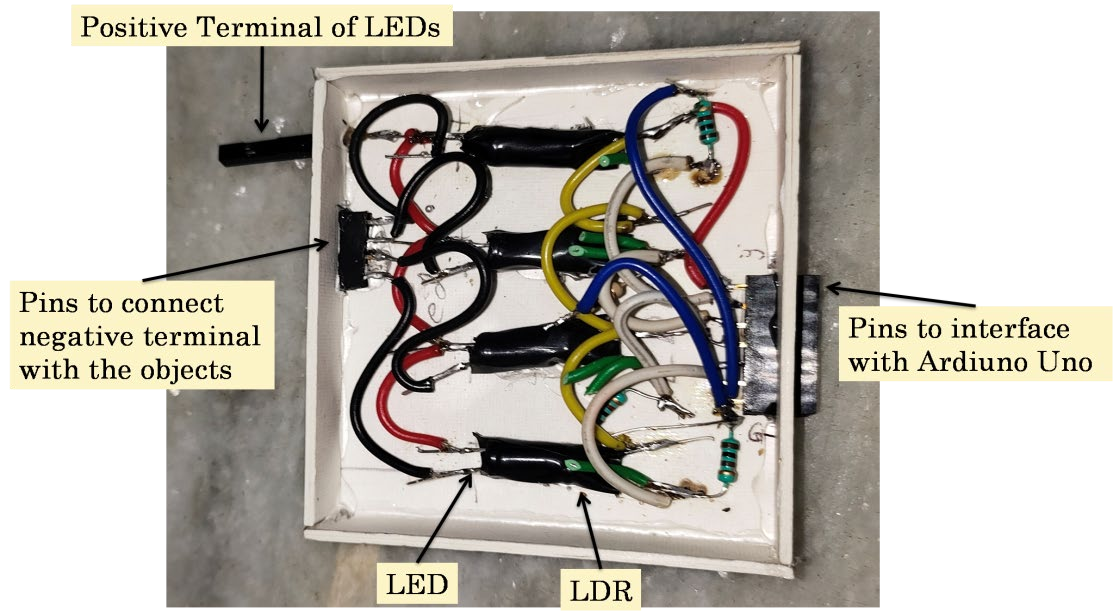 Positive Terminal of LEDs
Pins to connect
negative terminal
with the objects
Pins to interface
with Ardiuno Uno
LED
LDR